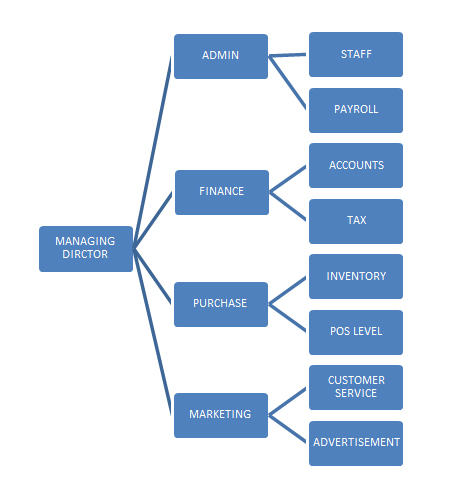 ADMIN
STAFF
PAYROLL
FINANCE
ACCOUNTS
TAX
MANAGING
DIRCTOR
PURCHASE
INVENTORY
POS LEVEL
MARKETING
CUSTOMER
SERVICE
ADVERTISEMENT